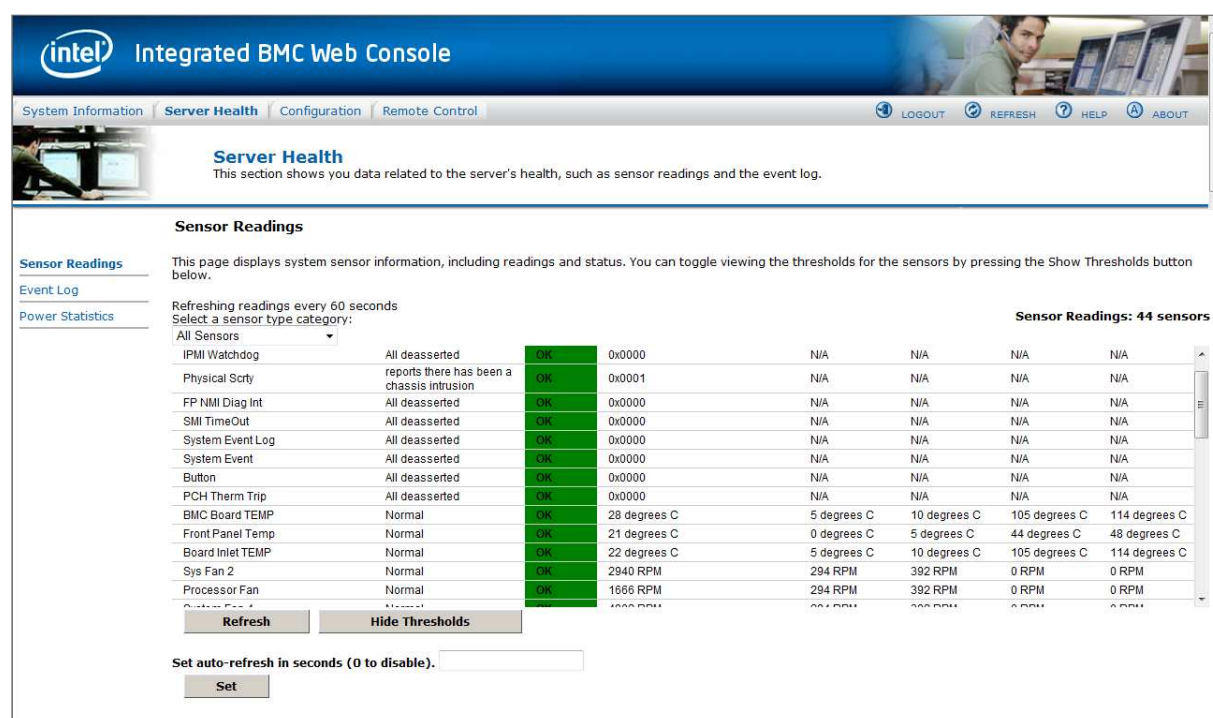 intel Integrated BMC Web Console
System Information Server Health Configuration Remote Control LOGOUT REFRESH HELP ABOUT
Server Health
This section shows you data related to the server's health, such as sensor readings and the event log.
Sensor Readings
Sensor Readings
Event Log
Power Statistics
This page displays system sensor information, including readings and status. You can toggle viewing the thresholds for the sensors by pressing the Show Thresholds button
below.
Refreshing readings every 60 seconds
Select a sensor type category:
Sensor Readings: 44 sensors
All Sensors
IPMI Watchdog All deasserted OK 0x0000 N/A N/A N/A N/A
Physical Scrty reports there has been a chassis intrusion OK 0x0001 N/A N/A N/A N/A
FP NMI Diag Int All deasserted OK 0x0000 N/A N/A N/A N/A
SMI TimeOut All deasserted OK 0x0000 N/A N/A N/A N/A
System Event Log All deasserted OK 0x0000 N/A N/A N/A N/A
System Event All deasserted OK 0x0000 N/A N/A N/A N/A
Button All deasserted OK 0x0000 N/A N/A N/A N/A
PCH Therm Trip All deasserted OK 0x0000 N/A N/A N/A N/A
BMC Board TEMP Normal OK 28 degrees C 5 degrees C 10 degrees C 105 degrees C 114 degrees C
Front Panel Temp Normal OK 21 degrees C 0 degrees C 5 degrees C 44 degrees C 48 degrees C
Board Inlet TEMP Normal OK 22 degrees C 5 degrees C 10 degrees C 105 degrees C 114 degrees C
Sys Fan 2 Normal OK 2940 RPM 294 RPM 392 RPM 0 RPM 0 RPM
Processor Fan Normal OK 1666 RPM 294 RPM 392 RPM 0 RPM 0 RPM
Refresh Hide Thresholds
Set auto-refresh in seconds (0 to disable).
Set